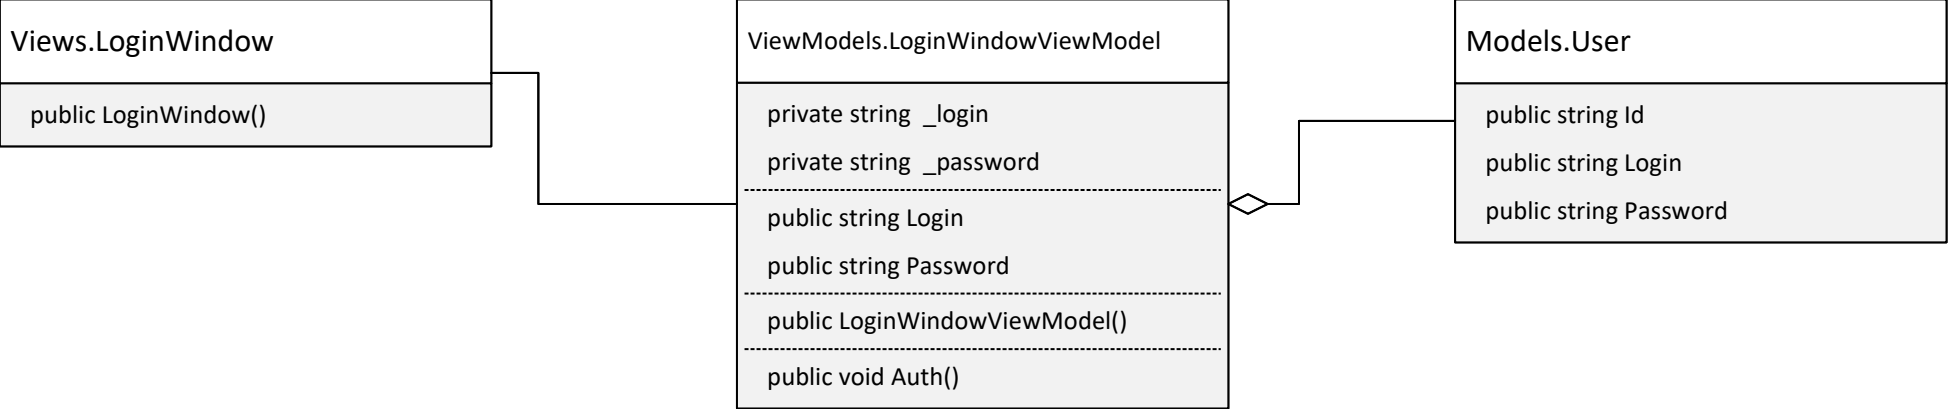 Views.LoginWindow
public LoginWindow()
ViewModels.LoginWindowViewModel
private string _login
private string _password
public string Login
public string Password
public LoginWindowViewModel()
public void Auth()
Models.User
public string Id
public string Login
public string Password